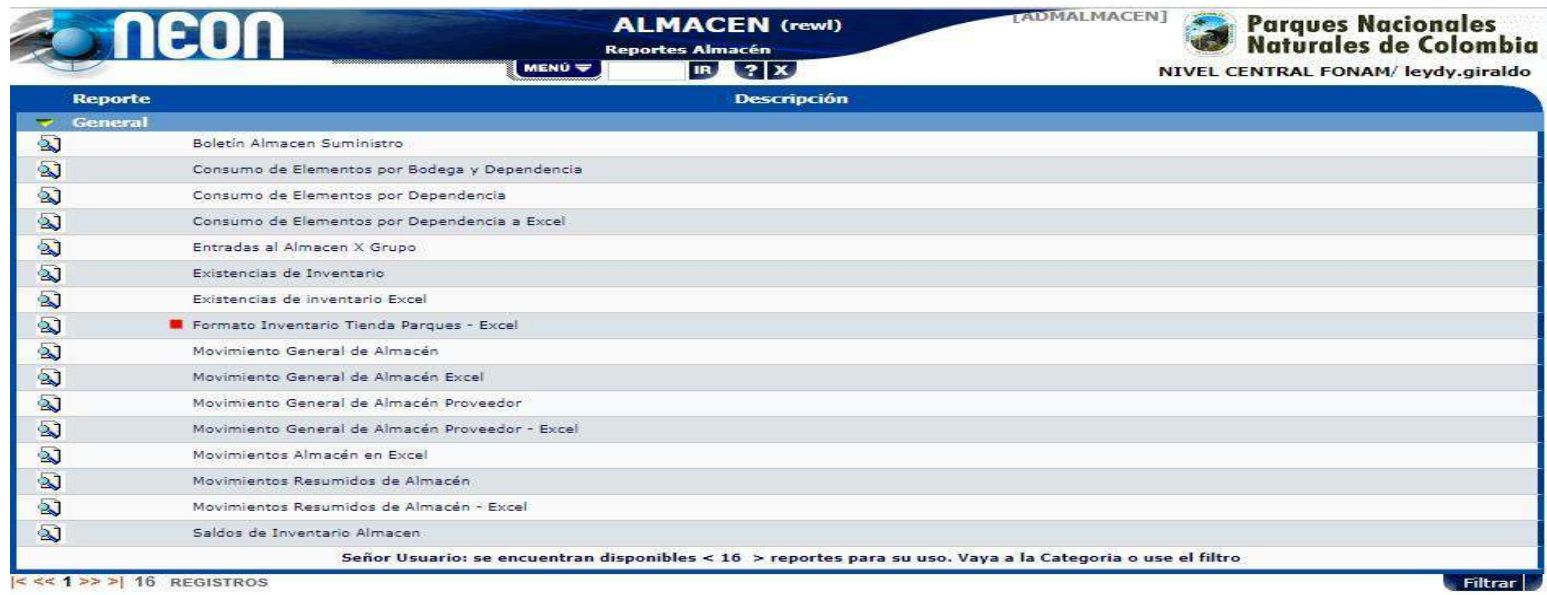 neon
ALMACEN (rewl)
[ADMALMACEN]
Parques Nacionales
Naturales de Colombia
Reportes Almacén
MENÚ IR ? X
NIVEL CENTRAL FONAM/ leydy.giraldo
Reporte Descripción
General
Boletín Almacen Suministro
Consumo de Elementos por Bodega y Dependencia
Consumo de Elementos por Dependencia
Consumo de Elementos por Dependencia a Excel
Entradas al Almacen X Grupo
Existencias de Inventario
Existencias de inventario Excel
Formato Inventario Tienda Parques - Excel
Movimiento General de Almacén
Movimiento General de Almacén Excel
Movimiento General de Almacén Proveedor
Movimiento General de Almacén Proveedor - Excel
Movimientos Almacén en Excel
Movimientos Resumidos de Almacén
Movimientos Resumidos de Almacén - Excel
Saldos de Inventario Almacen
Señor Usuario: se encuentran disponibles < 16 > reportes para su uso. Vaya a la Categoria o use el filtro
|< << 1 >> >| 16 REGISTROS
Filtrar